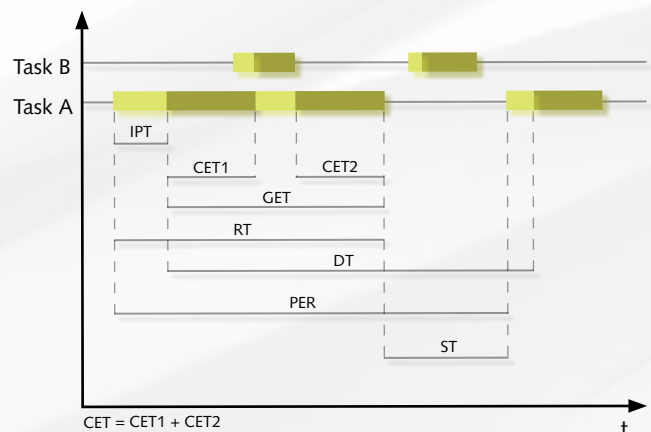 Task B
Task A
IPT
CET1 CET2
GET
RT
DT
PER
ST
CET = CET1 + CET2
t